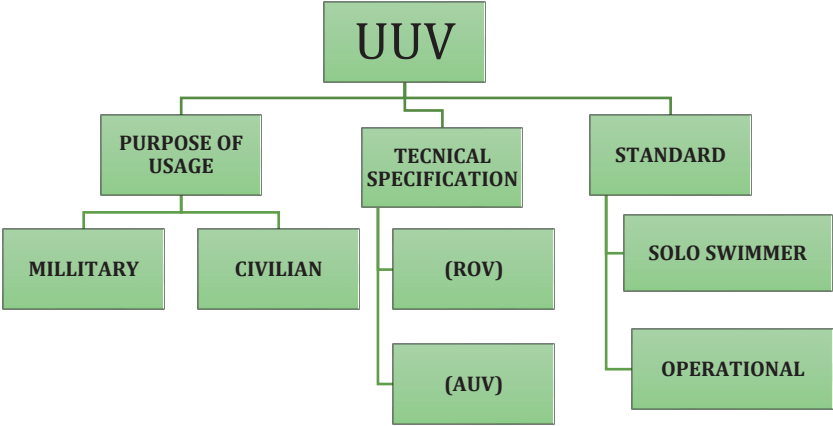 UUV
PURPOSE OF
USAGE
TECNICAL
SPECIFICATION
STANDARD
MILLITARY
CIVILIAN
(ROV)
SOLO SWIMMER
(AUV)
OPERATIONAL